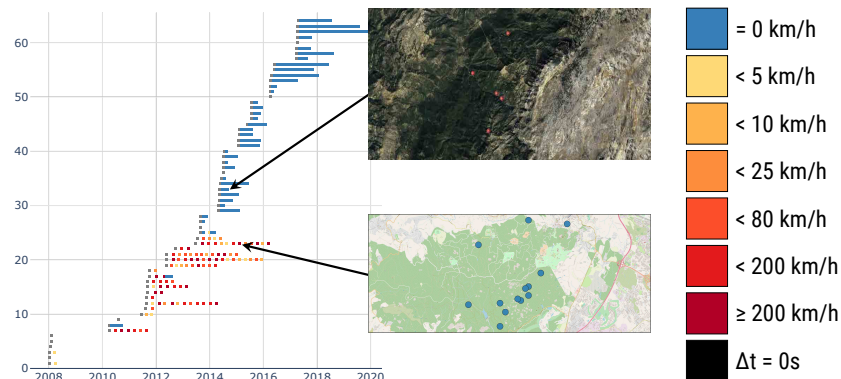 60
50
40
30
20
10
0
2008 2010 2012 2014 2016 2018 2020
= 0 km/h
< 5 km/h
< 10 km/h
< 25 km/h
< 80 km/h
< 200 km/h
≥ 200 km/h
Δt = 0s